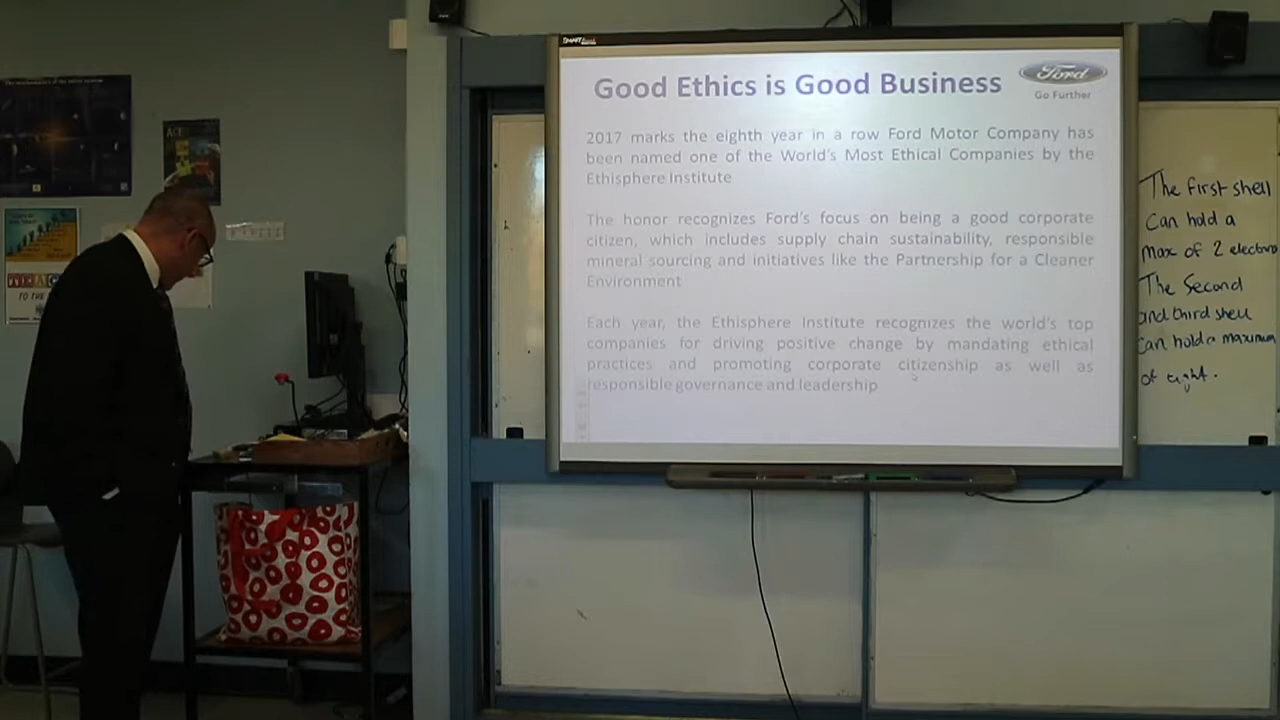 SMART
Good Ethics is Good Business
Ford
Go Further
2017 marks the eighth year in a row Ford Motor Company has
been named one of the World's Most Ethical Companies by the
Ethisphere Institute
The honor recognizes Ford's focus on being a good corporate
citizen, which includes supply chain sustainability, responsible
mineral sourcing and initiatives like the Partnership for a Cleaner
Environment
Each year, the Ethisphere Institute recognizes the world's top
companies for driving positive change by mandating ethical
practices and promoting corporate citizenship as well as
responsible governance and leadership
The first shell
Can hold a
max of 2 electrons
The Second
and third shell
Can hold a maximum
of eight.
ACE
TO THE